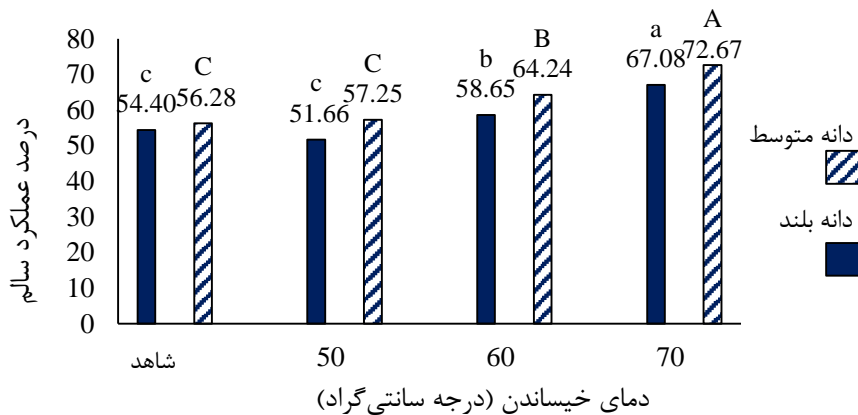 درصد عملکرد سالم
80
70
60
50
40
30
20
10
0
c C c C b B a A
54.40 56.28 51.66 57.25 58.65 64.24 67.08 72.67
شاهد 50 60 70
دمای خیساندن (درجه سانتی‌گراد)
دانه متوسط
دانه بلند